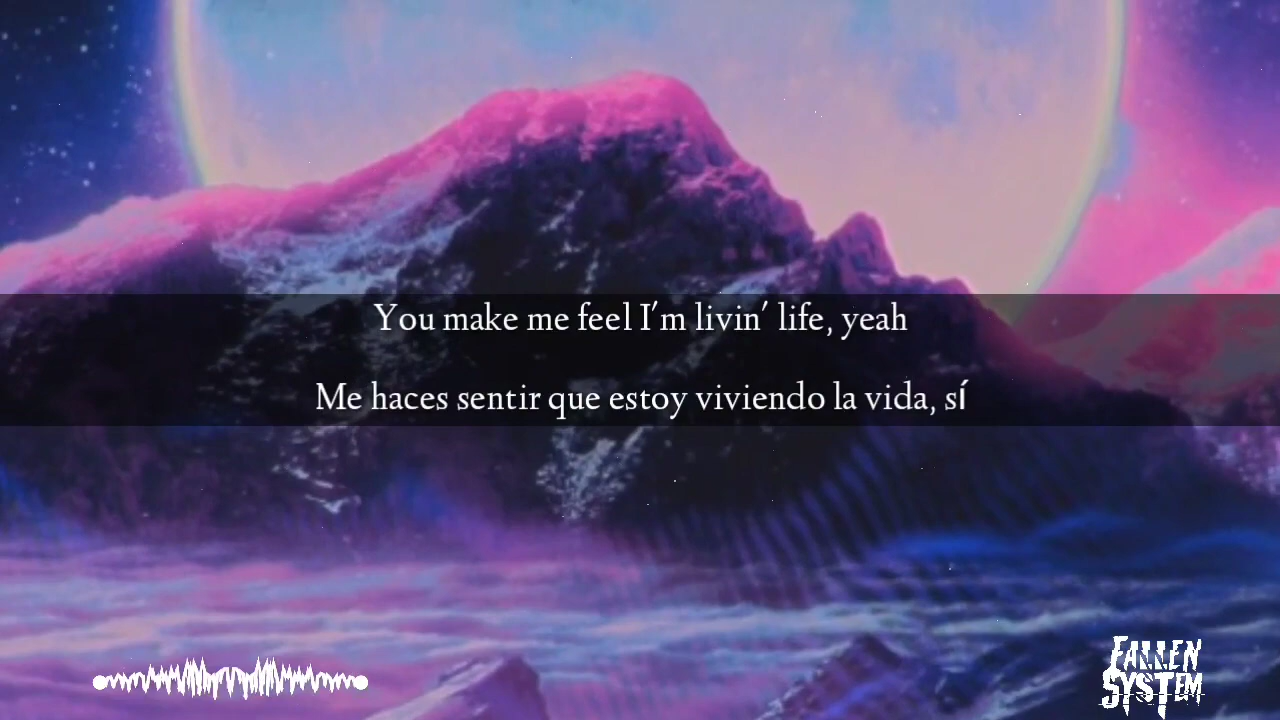 You make me feel I'm livin' life, yeah
Me haces sentir que estoy viviendo la vida, sí
FALLEN
SYSTEM